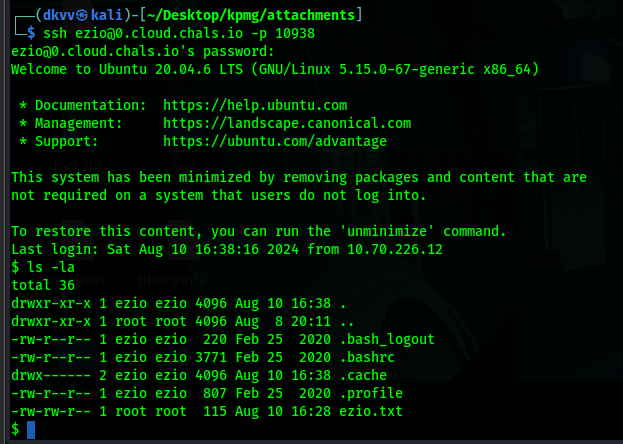 ┌──(dkvv㉿kali)-[~/Desktop/kpmg/attachments]
└─$ ssh ezio@0.cloud.chals.io -p 10938
ezio@0.cloud.chals.io's password:
Welcome to Ubuntu 20.04.6 LTS (GNU/Linux 5.15.0-67-generic x86_64)
* Documentation:  https://help.ubuntu.com
* Management:     https://landscape.canonical.com
* Support:        https://ubuntu.com/advantage
This system has been minimized by removing packages and content that are
not required on a system that users do not log into.
To restore this content, you can run the 'unminimize' command.
Last login: Sat Aug 10 16:38:16 2024 from 10.70.226.12
$ ls -la
total 36
drwxr-xr-x 1 ezio ezio 4096 Aug 10 16:38 .
drwxr-xr-x 1 root root 4096 Aug  8 20:11 ..
-rw-r--r-- 1 ezio ezio  220 Feb 25  2020 .bash_logout
-rw-r--r-- 1 ezio ezio 3771 Feb 25  2020 .bashrc
drwx------ 2 ezio ezio 4096 Aug 10 16:38 .cache
-rw-r--r-- 1 ezio ezio  807 Feb 25  2020 .profile
-rw-rw-r-- 1 root root  115 Aug 10 16:28 ezio.txt
$